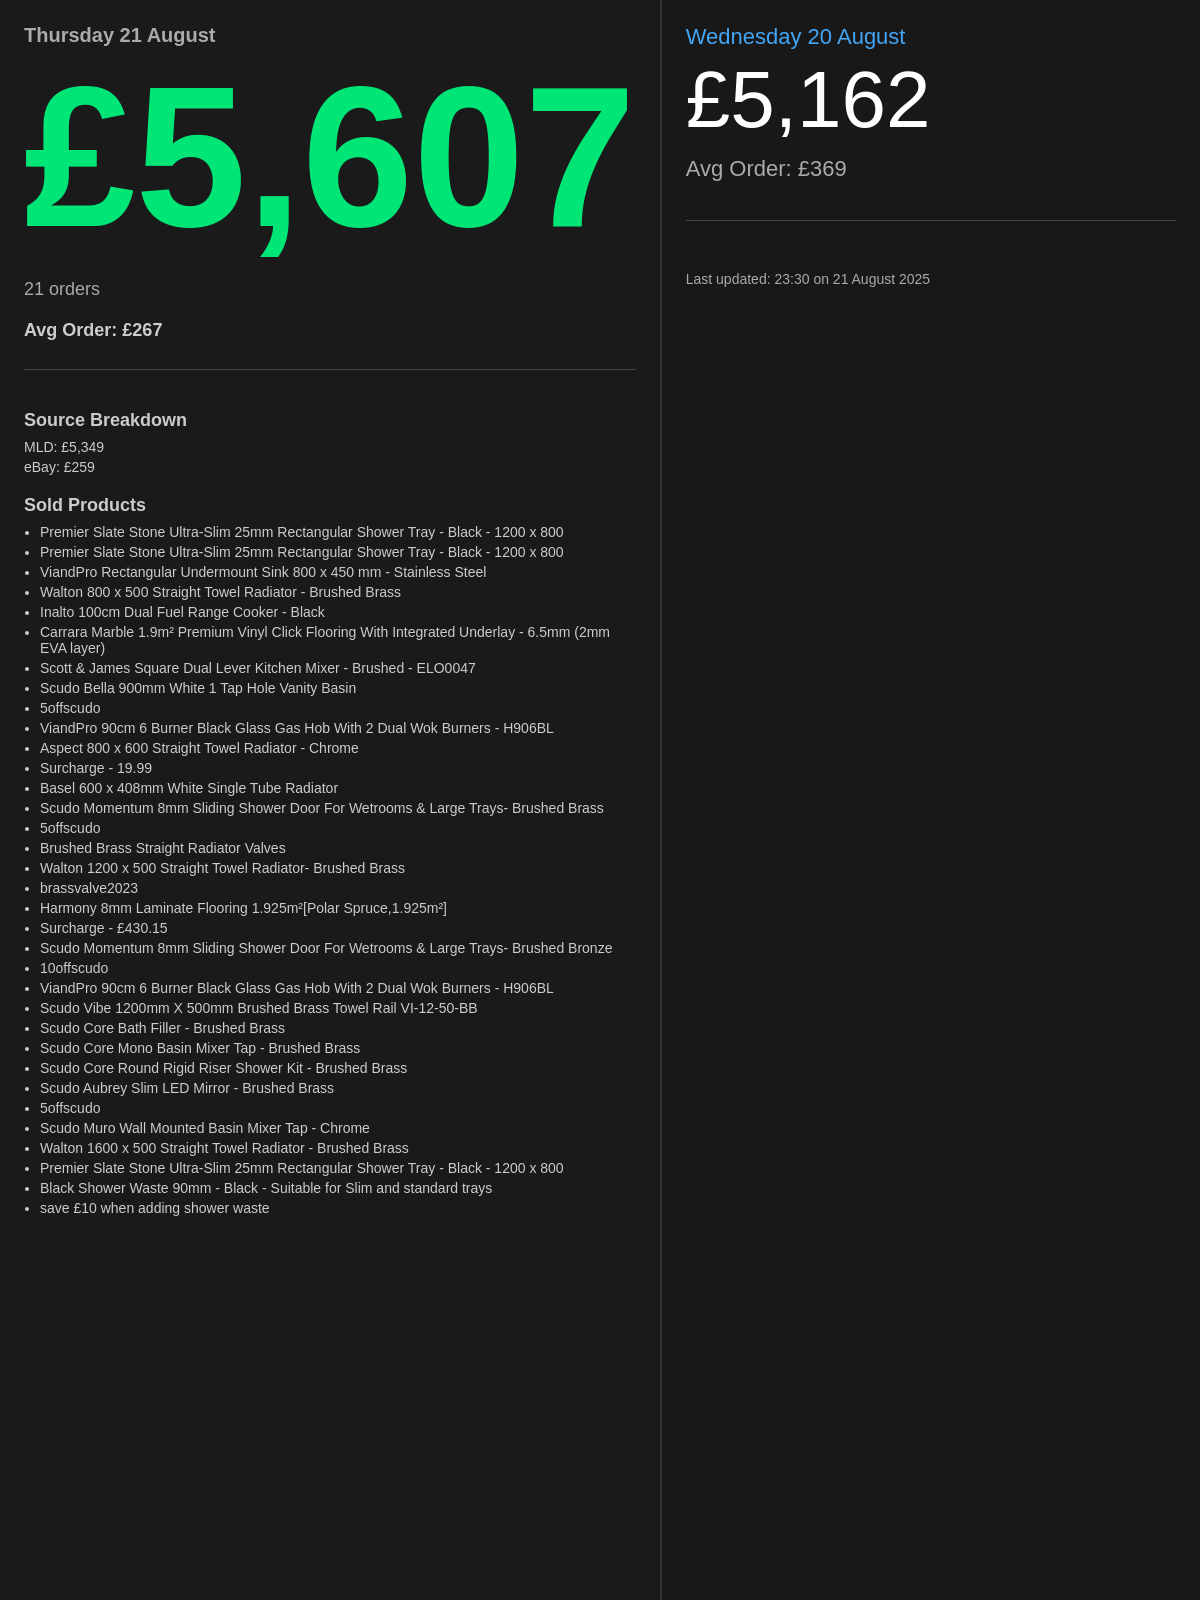 Thursday 21 August
£5,607
21 orders
Avg Order: £267
Source Breakdown
MLD: £5,349
eBay: £259
Sold Products
• Premier Slate Stone Ultra-Slim 25mm Rectangular Shower Tray - Black - 1200 x 800
• Premier Slate Stone Ultra-Slim 25mm Rectangular Shower Tray - Black - 1200 x 800
• ViandPro Rectangular Undermount Sink 800 x 450 mm - Stainless Steel
• Walton 800 x 500 Straight Towel Radiator - Brushed Brass
• Inalto 100cm Dual Fuel Range Cooker - Black
• Carrara Marble 1.9m² Premium Vinyl Click Flooring With Integrated Underlay - 6.5mm (2mm
EVA layer)
• Scott & James Square Dual Lever Kitchen Mixer - Brushed - ELO0047
• Scudo Bella 900mm White 1 Tap Hole Vanity Basin
• 5offscudo
• ViandPro 90cm 6 Burner Black Glass Gas Hob With 2 Dual Wok Burners - H906BL
• Aspect 800 x 600 Straight Towel Radiator - Chrome
• Surcharge - 19.99
• Basel 600 x 408mm White Single Tube Radiator
• Scudo Momentum 8mm Sliding Shower Door For Wetrooms & Large Trays- Brushed Brass
• 5offscudo
• Brushed Brass Straight Radiator Valves
• Walton 1200 x 500 Straight Towel Radiator- Brushed Brass
• brassvalve2023
• Harmony 8mm Laminate Flooring 1.925m²[Polar Spruce,1.925m²]
• Surcharge - £430.15
• Scudo Momentum 8mm Sliding Shower Door For Wetrooms & Large Trays- Brushed Bronze
• 10offscudo
• ViandPro 90cm 6 Burner Black Glass Gas Hob With 2 Dual Wok Burners - H906BL
• Scudo Vibe 1200mm X 500mm Brushed Brass Towel Rail VI-12-50-BB
• Scudo Core Bath Filler - Brushed Brass
• Scudo Core Mono Basin Mixer Tap - Brushed Brass
• Scudo Core Round Rigid Riser Shower Kit - Brushed Brass
• Scudo Aubrey Slim LED Mirror - Brushed Brass
• 5offscudo
• Scudo Muro Wall Mounted Basin Mixer Tap - Chrome
• Walton 1600 x 500 Straight Towel Radiator - Brushed Brass
• Premier Slate Stone Ultra-Slim 25mm Rectangular Shower Tray - Black - 1200 x 800
• Black Shower Waste 90mm - Black - Suitable for Slim and standard trays
• save £10 when adding shower waste
Wednesday 20 August
£5,162
Avg Order: £369
Last updated: 23:30 on 21 August 2025